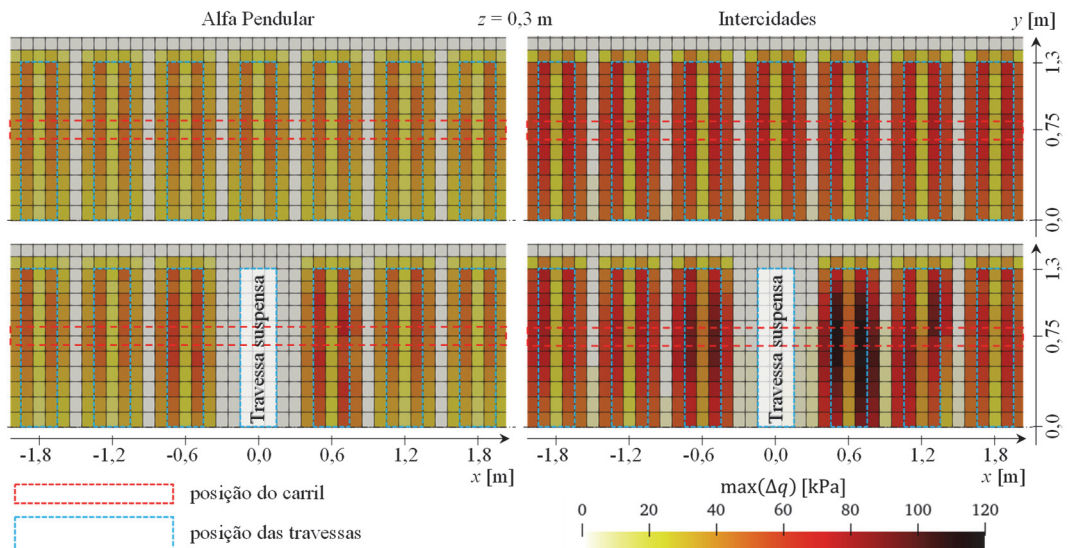 Alfa Pendular
z = 0,3 m
Intercidades
y [m]
1,3
0,75
0,0
Travessa suspensa
Travessa suspensa
1,3
0,75
0,0
-1,8 -1,2 -0,6 0,0 0,6 1,2 1,8
x [m]
-1,8 -1,2 -0,6 0,0 0,6 1,2 1,8
x [m]
posição do carril
posição das travessas
max(Δq) [kPa]
0 20 40 60 80 100 120